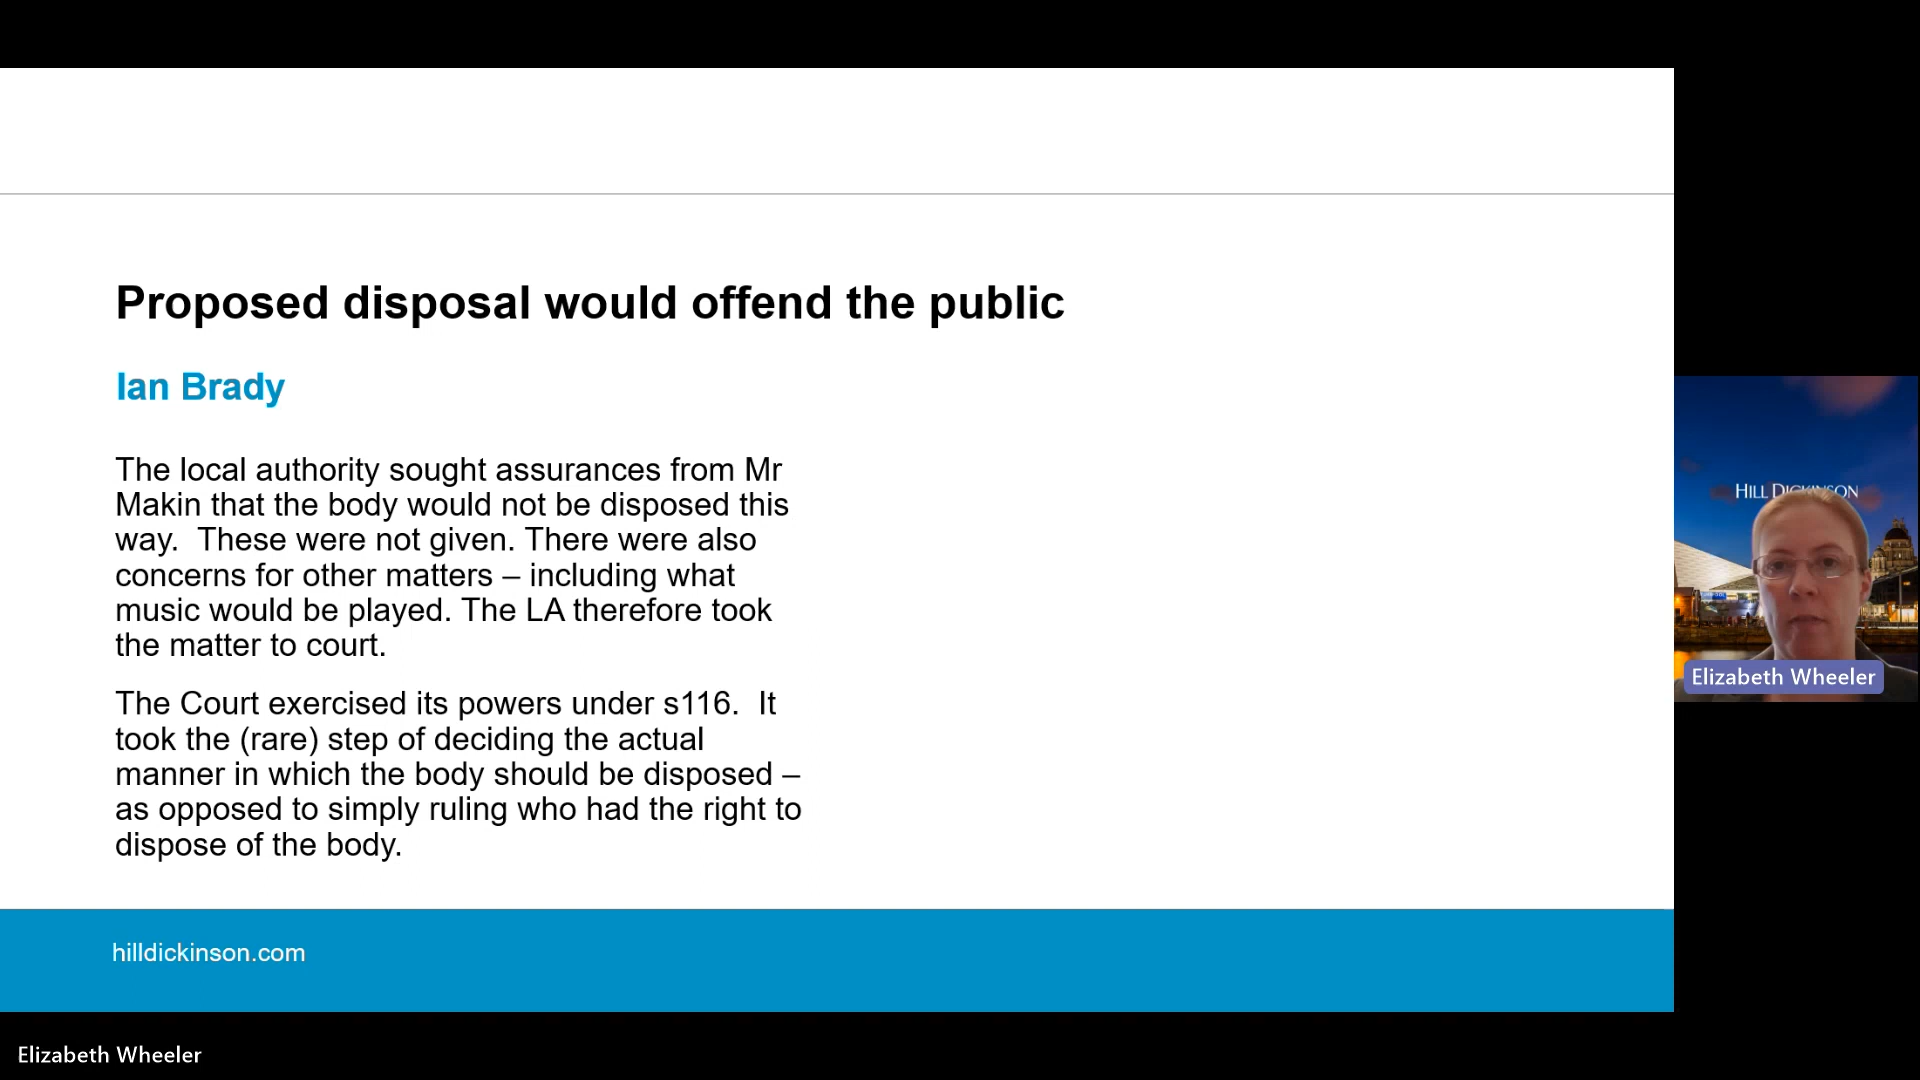 Proposed disposal would offend the public
Ian Brady
The local authority sought assurances from Mr
Makin that the body would not be disposed this
way.  These were not given. There were also
concerns for other matters – including what
music would be played. The LA therefore took
the matter to court.
The Court exercised its powers under s116.  It
took the (rare) step of deciding the actual
manner in which the body should be disposed –
as opposed to simply ruling who had the right to
dispose of the body.
hilldickinson.com
HILL DICKINSON
Elizabeth Wheeler
Elizabeth Wheeler